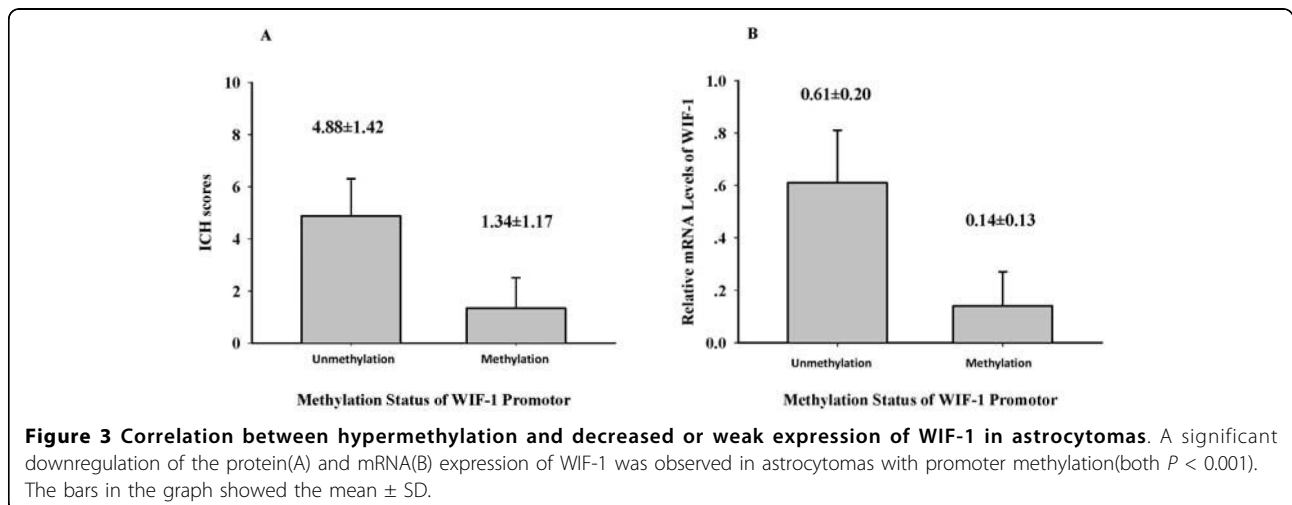 A
10
8
6
4
2
0
ICH scores
4.88±1.42
1.34±1.17
Unmethylation Methylation
Methylation Status of WIF-1 Promotor
B
1.0
.8
.6
.4
.2
0.0
Relative mRNA Levels of WIF-1
0.61±0.20
0.14±0.13
Unmethylation Methylation
Methylation Status of WIF-1 Promotor
Figure 3 Correlation between hypermethylation and decreased or weak expression of WIF-1 in astrocytomas. A significant
downregulation of the protein(A) and mRNA(B) expression of WIF-1 was observed in astrocytomas with promoter methylation(both P < 0.001).
The bars in the graph showed the mean ± SD.